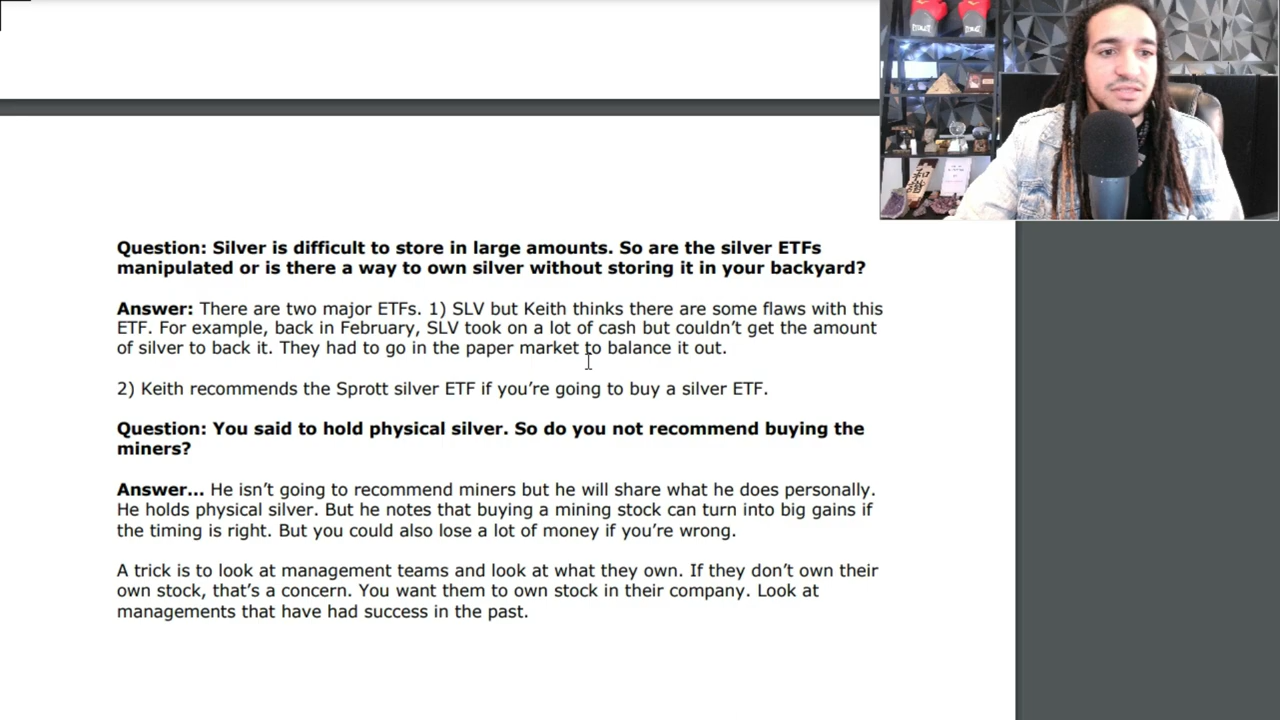 Question: Silver is difficult to store in large amounts. So are the silver ETFs
manipulated or is there a way to own silver without storing it in your backyard?
Answer: There are two major ETFs. 1) SLV but Keith thinks there are some flaws with this
ETF. For example, back in February, SLV took on a lot of cash but couldn’t get the amount
of silver to back it. They had to go in the paper market to balance it out.
2) Keith recommends the Sprott silver ETF if you’re going to buy a silver ETF.
Question: You said to hold physical silver. So do you not recommend buying the
miners?
Answer... He isn’t going to recommend miners but he will share what he does personally.
He holds physical silver. But he notes that buying a mining stock can turn into big gains if
the timing is right. But you could also lose a lot of money if you’re wrong.
A trick is to look at management teams and look at what they own. If they don’t own their
own stock, that’s a concern. You want them to own stock in their company. Look at
managements that have had success in the past.